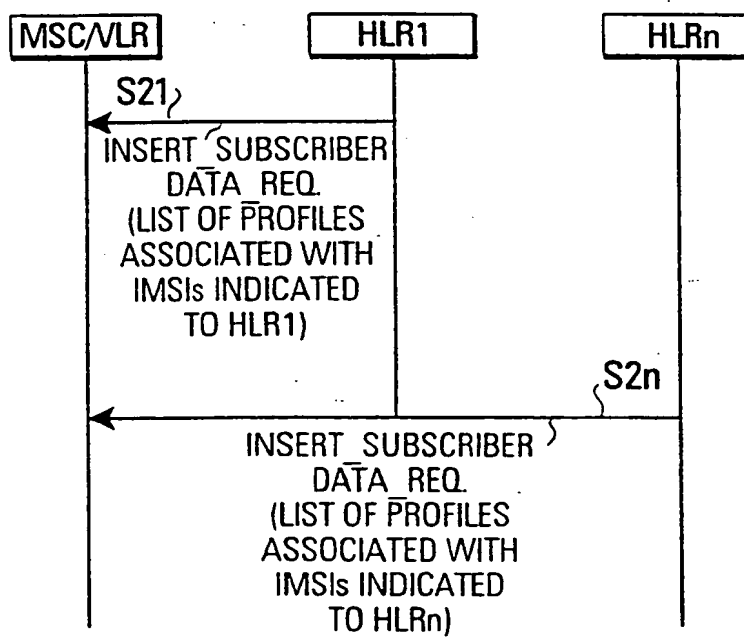 MSC/VLR
HLR1
HLRn
S21
INSERT_SUBSCRIBER
DATA_REQ.
(LIST OF PROFILES
ASSOCIATED WITH
IMSIs INDICATED
TO HLR1)
S2n
INSERT_SUBSCRIBER
DATA_REQ.
(LIST OF PROFILES
ASSOCIATED WITH
IMSIs INDICATED
TO HLRn)